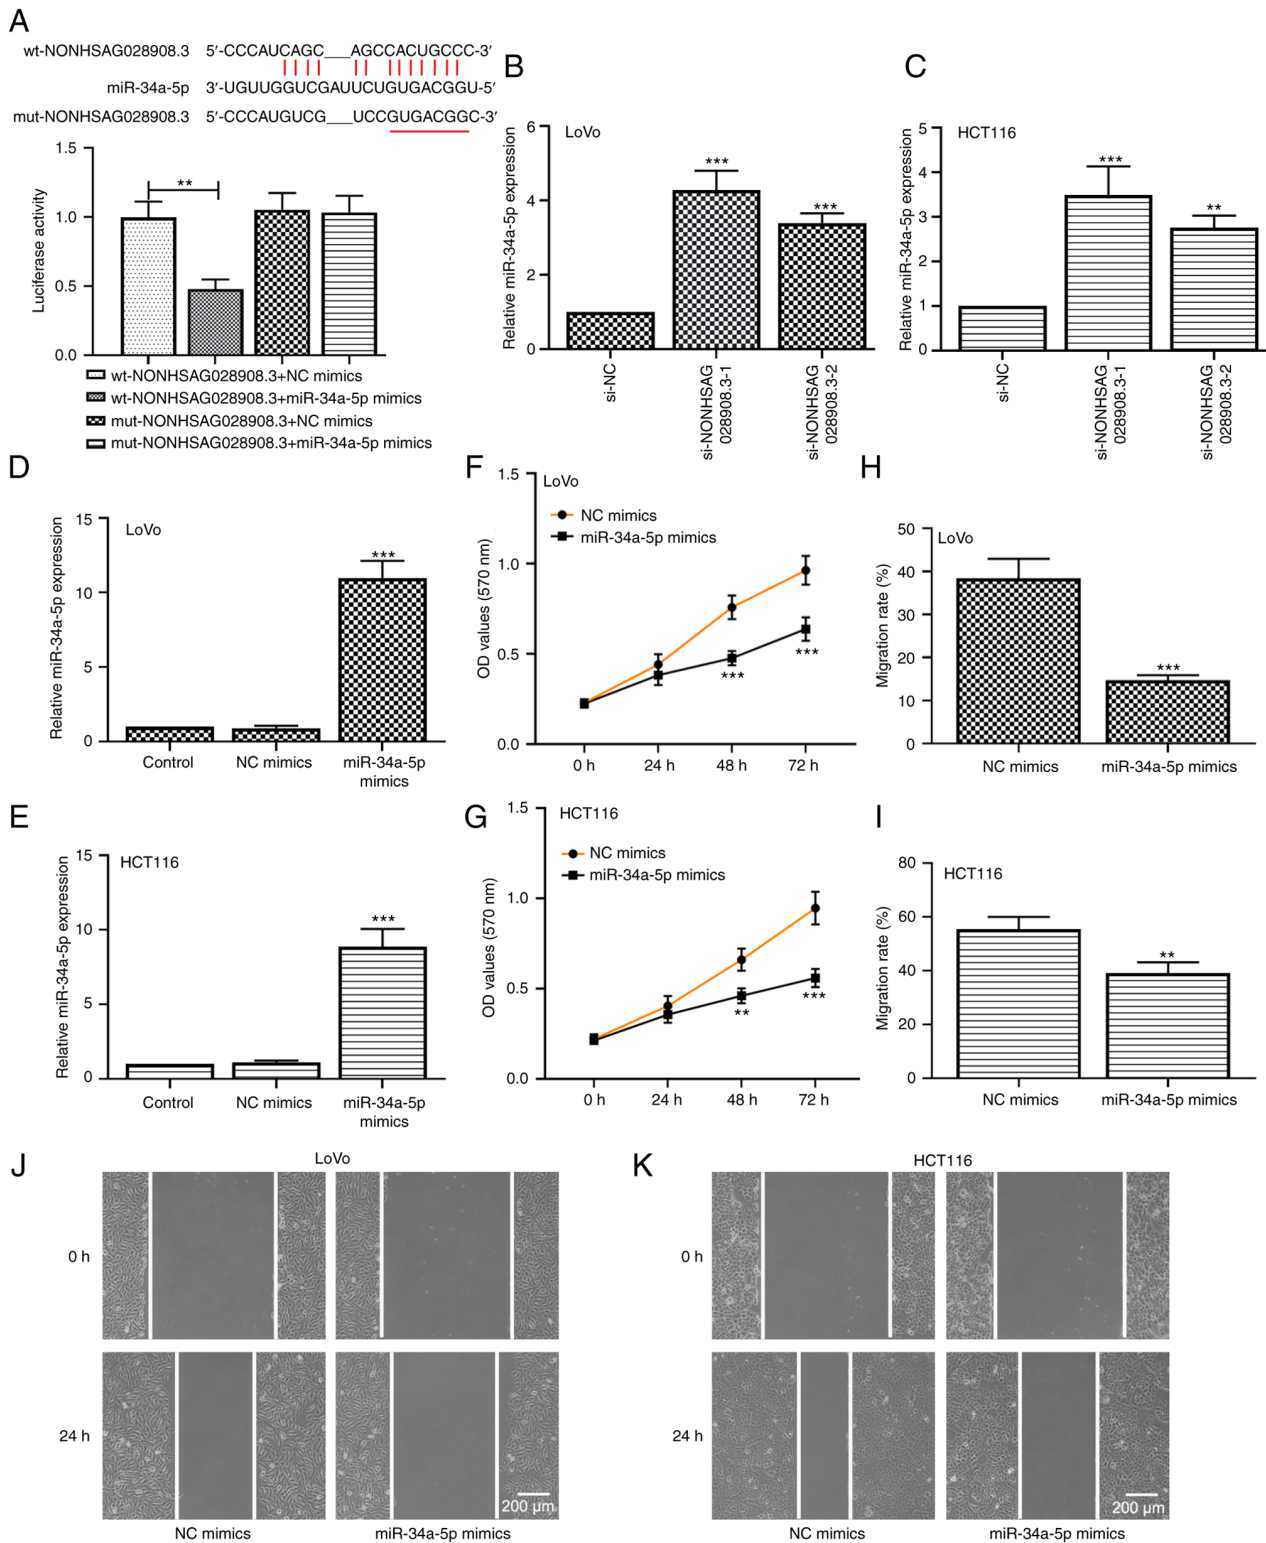 A
wt-NONHSAG028908.3 5′-CCCAUCAGC___AGCCACUGCCC-3′
miR-34a-5p 3′-UGUUGGUCGAUUCUGUGACGGU-5′
mut-NONHSAG028908.3 5′-CCCAUGUCG___UCCGUGACGGC-3′
Luciferase activity
1.5
1.0
0.5
0.0
**
wt-NONHSAG028908.3+NC mimics
wt-NONHSAG028908.3+miR-34a-5p mimics
mut-NONHSAG028908.3+NC mimics
mut-NONHSAG028908.3+miR-34a-5p mimics
B
LoVo
Relative miR-34a-5p expression
6
4
2
0
***
***
si-NC
si-NONHSAG
028908.3-1
si-NONHSAG
028908.3-2
C
HCT116
Relative miR-34a-5p expression
5
4
3
2
1
0
***
**
si-NC
si-NONHSAG
028908.3-1
si-NONHSAG
028908.3-2
D
LoVo
Relative miR-34a-5p expression
15
10
5
0
***
Control
NC mimics
miR-34a-5p
mimics
F
LoVo
NC mimics
miR-34a-5p mimics
OD values (570 nm)
1.5
1.0
0.5
0.0
***
***
0 h
24 h
48 h
72 h
H
LoVo
Migration rate (%)
50
40
30
20
10
0
***
NC mimics
miR-34a-5p mimics
E
HCT116
Relative miR-34a-5p expression
15
10
5
0
***
Control
NC mimics
miR-34a-5p
mimics
G
HCT116
NC mimics
miR-34a-5p mimics
OD values (570 nm)
1.5
1.0
0.5
0.0
**
***
0 h
24 h
48 h
72 h
I
HCT116
Migration rate (%)
80
60
40
20
0
**
NC mimics
miR-34a-5p mimics
J
LoVo
0 h
24 h
200 µm
NC mimics
miR-34a-5p mimics
K
HCT116
0 h
24 h
200 µm
NC mimics
miR-34a-5p mimics